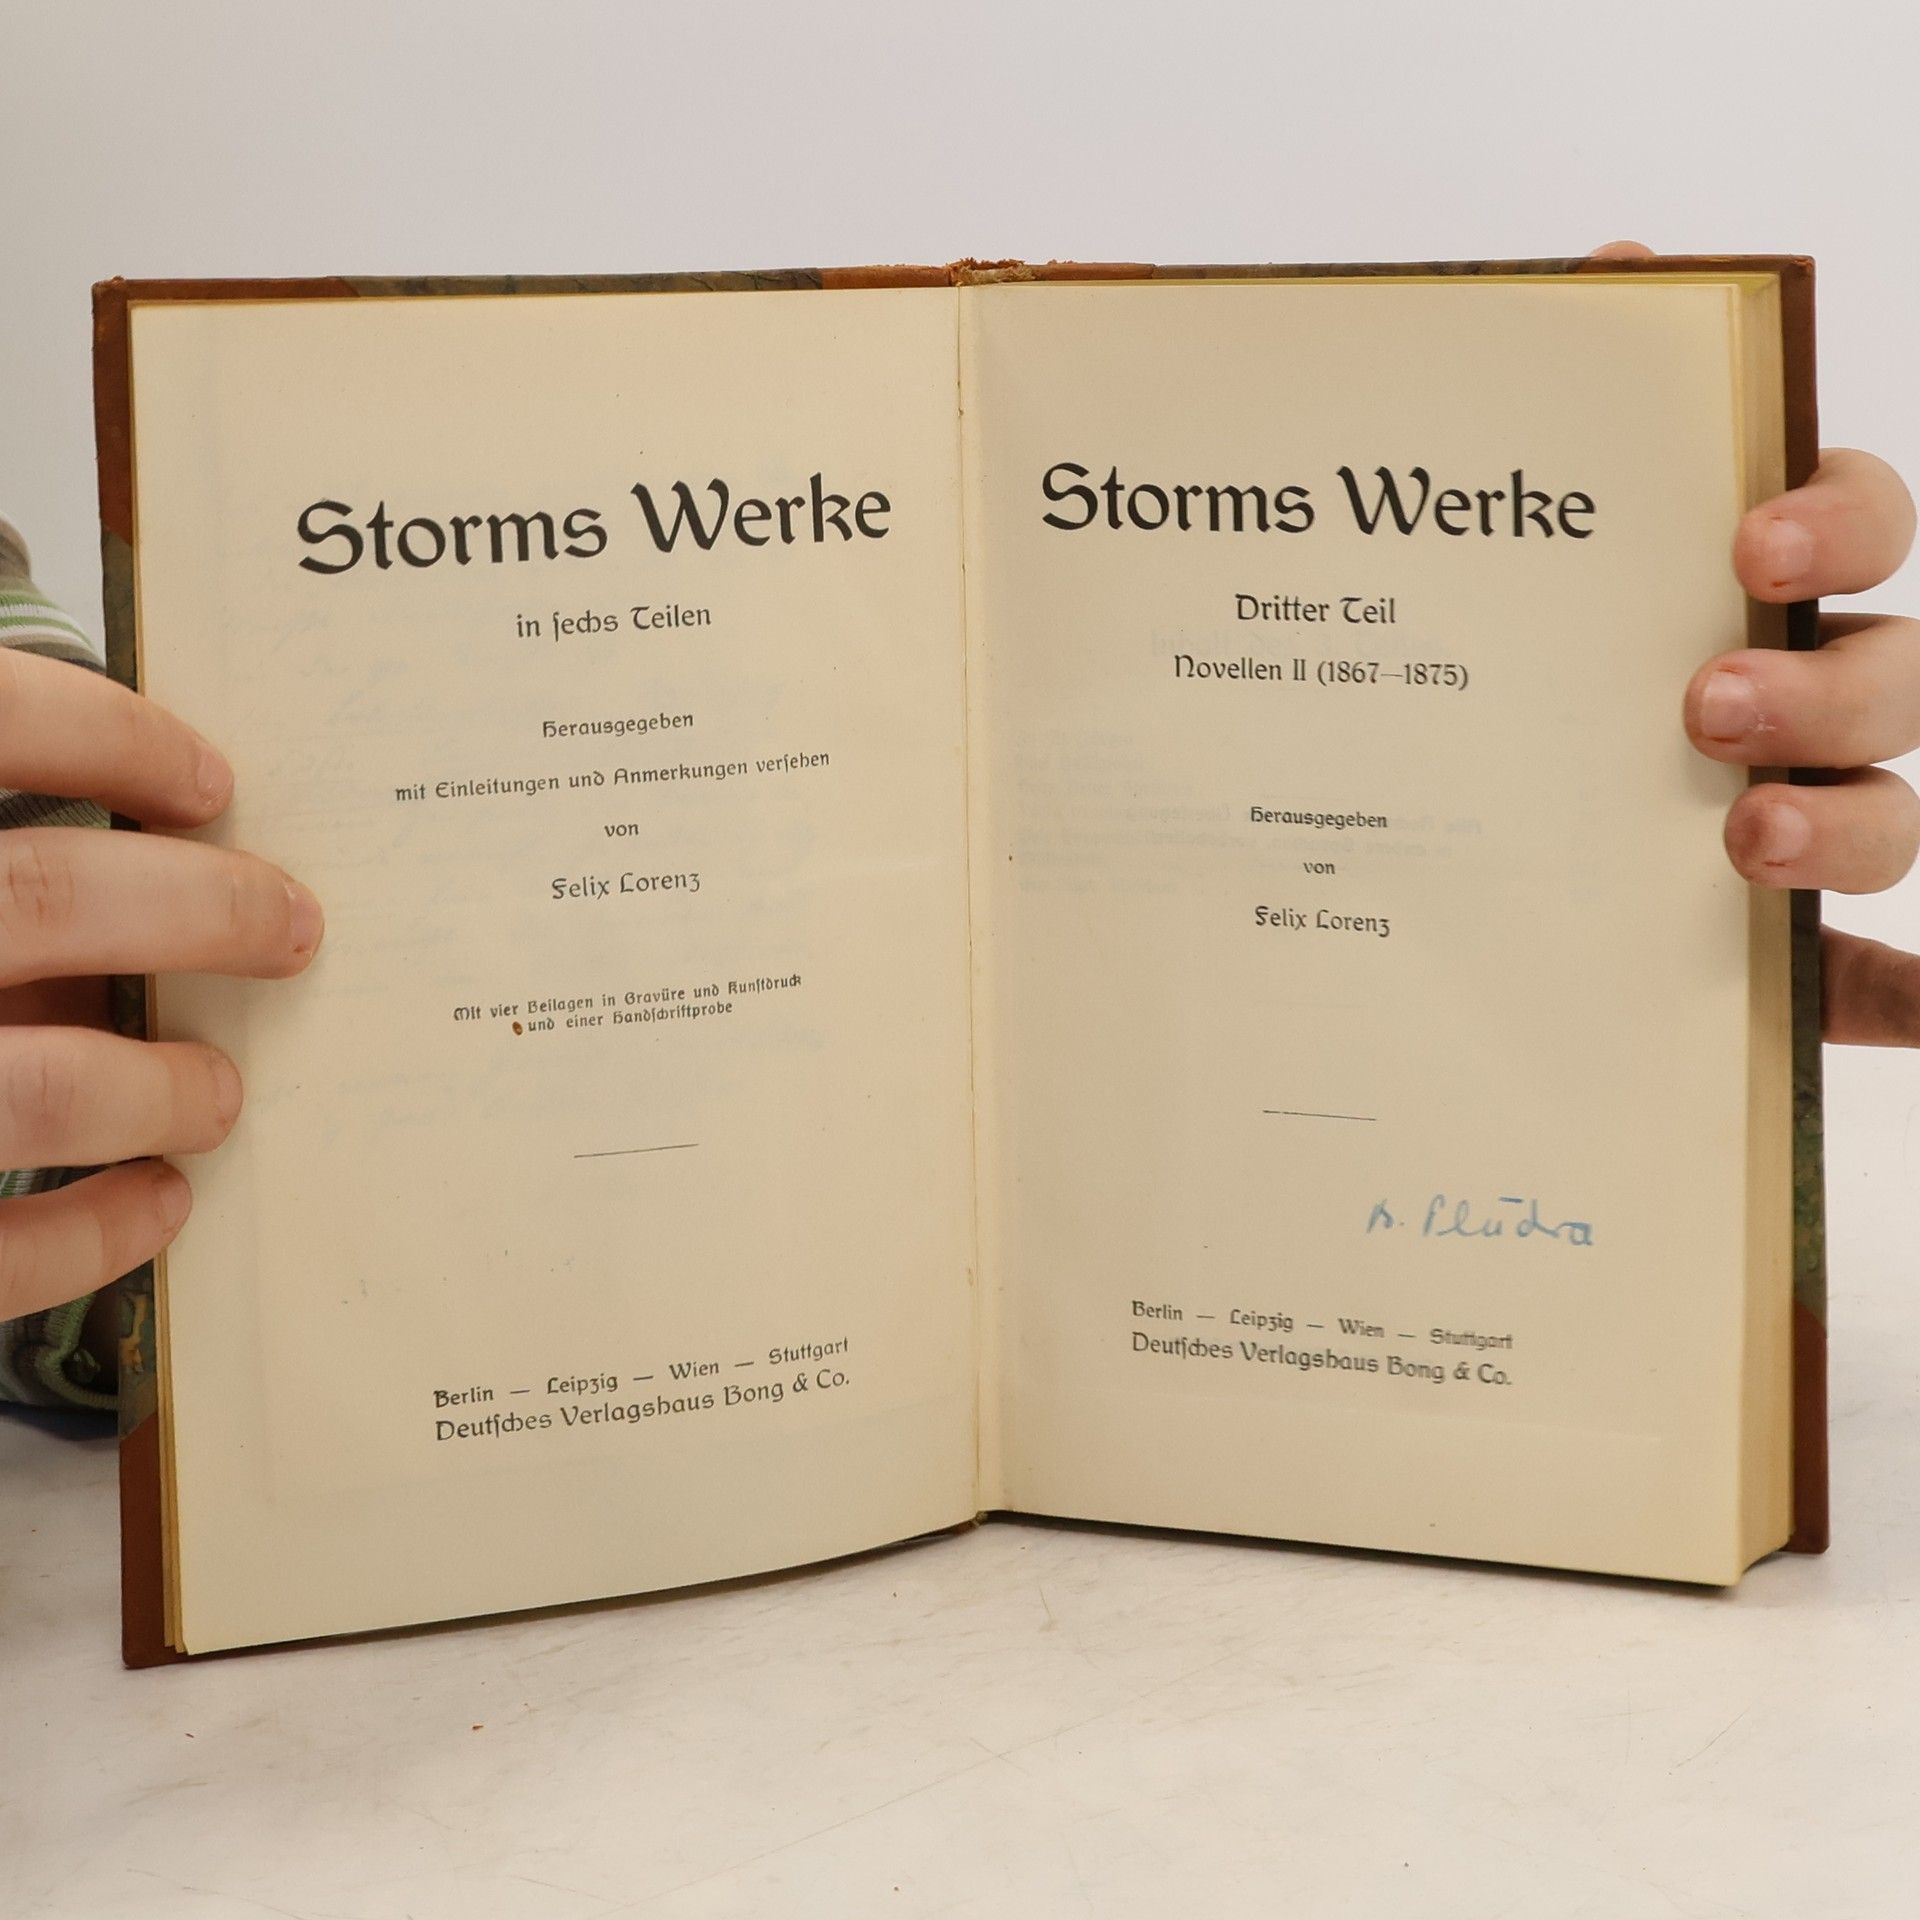 Storms Werke
in ſechs Teilen
Herausgegeben
mit Einleitungen und Anmerkungen verſehen
von
Felix Lorenz
Mit vier Beilagen in Gravüre und Kunſtdruck
und einer Handſchriftprobe
Berlin — Leipzig — Wien — Stuttgart
Deutſches Verlagshaus Bong & Co.
Storms Werke
Dritter Teil
Novellen II (1867—1875)
Herausgegeben
von
Felix Lorenz
Berlin — Leipzig — Wien — Stuttgart
Deutſches Verlagshaus Bong & Co.